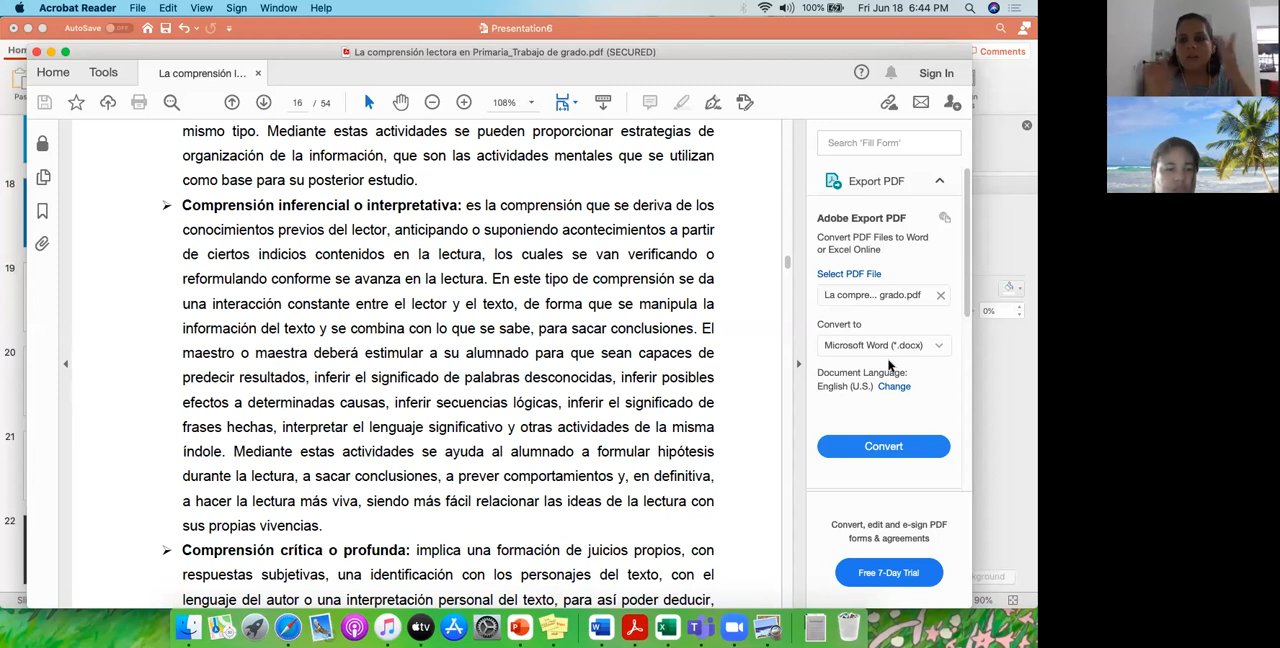 Acrobat Reader File Edit View Sign Window Help 100% Fri Jun 18 6:44 PM
AutoSave OFF Presentation6
Hom La comprensión lectora en Primaria_Trabajo de grado.pdf (SECURED) Comments
Home Tools La comprensión l... × Sign In
Pas
16 / 54 108%
mismo tipo. Mediante estas actividades se pueden proporcionar estrategias de
organización de la información, que son las actividades mentales que se utilizan
como base para su posterior estudio.
➢ Comprensión inferencial o interpretativa: es la comprensión que se deriva de los
conocimientos previos del lector, anticipando o suponiendo acontecimientos a partir
de ciertos indicios contenidos en la lectura, los cuales se van verificando o
reformulando conforme se avanza en la lectura. En este tipo de comprensión se da
una interacción constante entre el lector y el texto, de forma que se manipula la
información del texto y se combina con lo que se sabe, para sacar conclusiones. El
maestro o maestra deberá estimular a su alumnado para que sean capaces de
predecir resultados, inferir el significado de palabras desconocidas, inferir posibles
efectos a determinadas causas, inferir secuencias lógicas, inferir el significado de
frases hechas, interpretar el lenguaje significativo y otras actividades de la misma
índole. Mediante estas actividades se ayuda al alumnado a formular hipótesis
durante la lectura, a sacar conclusiones, a prever comportamientos y, en definitiva,
a hacer la lectura más viva, siendo más fácil relacionar las ideas de la lectura con
sus propias vivencias.
➢ Comprensión crítica o profunda: implica una formación de juicios propios, con
respuestas subjetivas, una identificación con los personajes del texto, con el
lenguaje del autor o una interpretación personal del texto, para así poder deducir,
18
19
20
21
22
Search 'Fill Form'
Export PDF
Adobe Export PDF
Convert PDF Files to Word
or Excel Online
Select PDF File
La compre... grado.pdf
Convert to
Microsoft Word (*.docx)
Document Language:
English (U.S.) Change
Convert
Convert, edit and e-sign PDF
forms & agreements
Free 7-Day Trial
0%
90%
tv